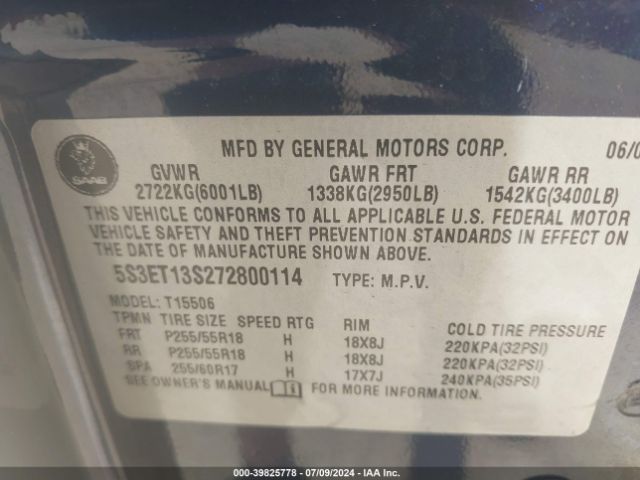 MFD BY GENERAL MOTORS CORP. 06/0
SAAB
GVWR GAWR FRT GAWR RR
2722KG(6001LB) 1338KG(2950LB) 1542KG(3400LB)
THIS VEHICLE CONFORMS TO ALL APPLICABLE U.S. FEDERAL MOTOR
VEHICLE SAFETY AND THEFT PREVENTION STANDARDS IN EFFECT ON
THE DATE OF MANUFACTURE SHOWN ABOVE.
5S3ET13S272800114 TYPE: M.P.V.
MODEL: T15506
TPMN TIRE SIZE SPEED RTG RIM COLD TIRE PRESSURE
FRT P255/55R18 H 18X8J 220KPA(32PSI)
RR P255/55R18 H 18X8J 220KPA(32PSI)
SPA 255/60R17 H 17X7J 240KPA(35PSI)
SEE OWNER'S MANUAL FOR MORE INFORMATION.
000-39825778 - 07/09/2024 - IAA Inc.